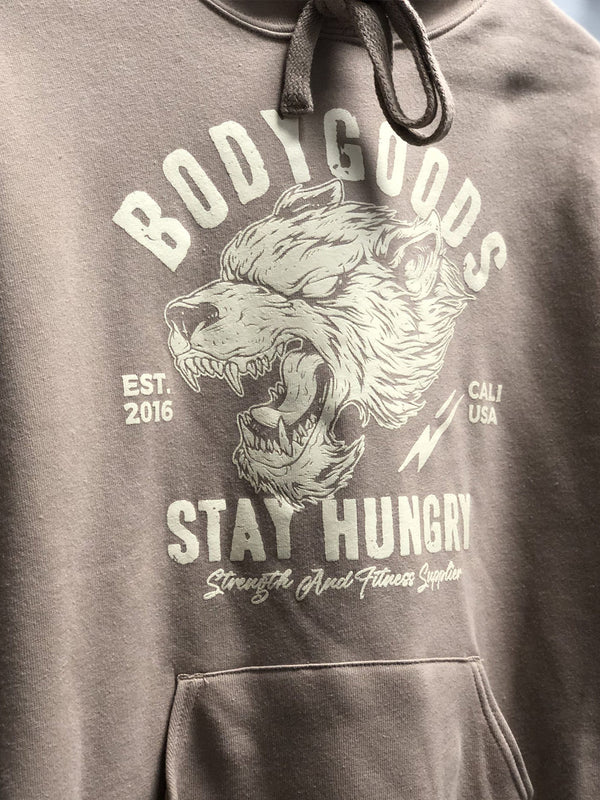 BODYGOODS
EST.
2016
CALI
USA
STAY HUNGRY
Strength And Fitness Supplier